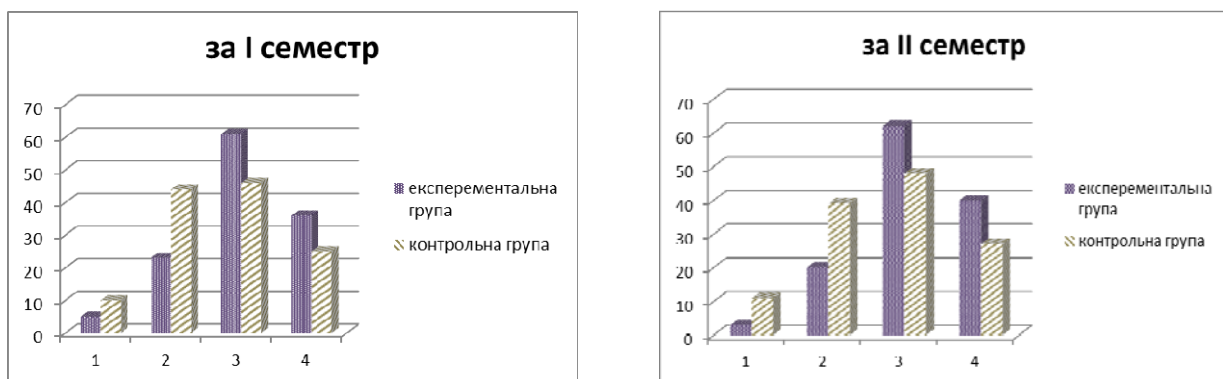 за I семестр
70
60
50
40
30
20
10
0
1 2 3 4
експерементальна
група
контрольна група
за II семестр
70
60
50
40
30
20
10
0
1 2 3 4
експерементальна
група
контрольна група